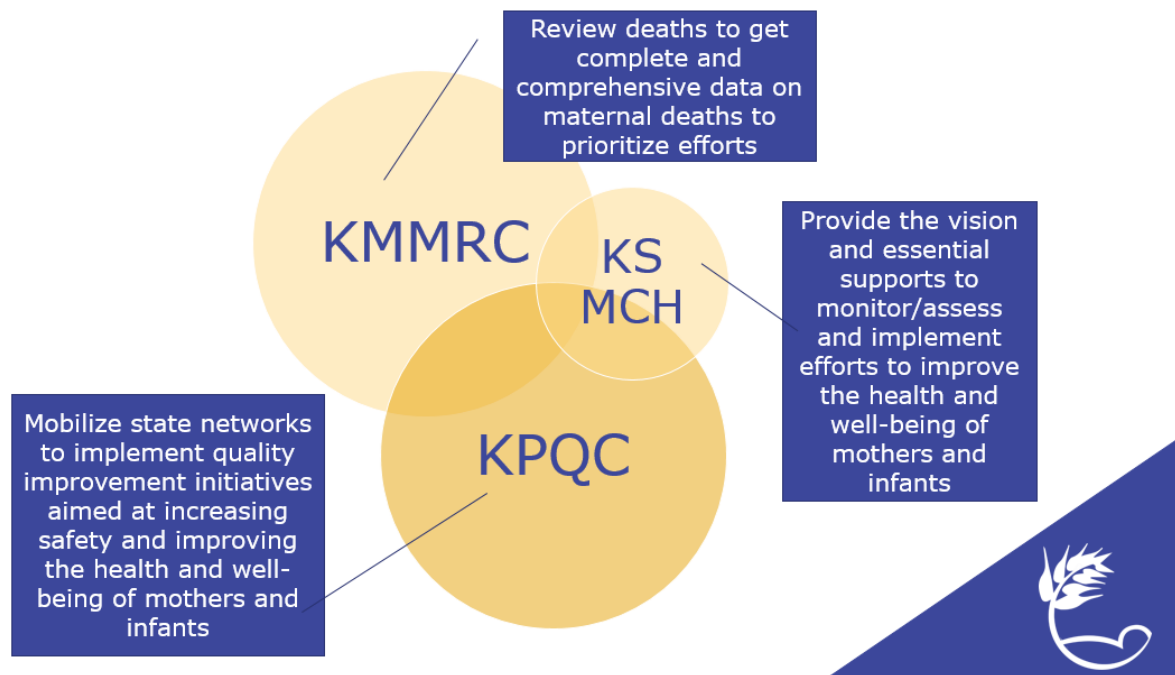 Review deaths to get
complete and
comprehensive data on
maternal deaths to
prioritize efforts
KMMRC
KS
MCH
Provide the vision
and essential
supports to
monitor/assess
and implement
efforts to improve
the health and
well-being of
mothers and
infants
KPQC
Mobilize state networks
to implement quality
improvement initiatives
aimed at increasing
safety and improving
the health and well-
being of mothers and
infants